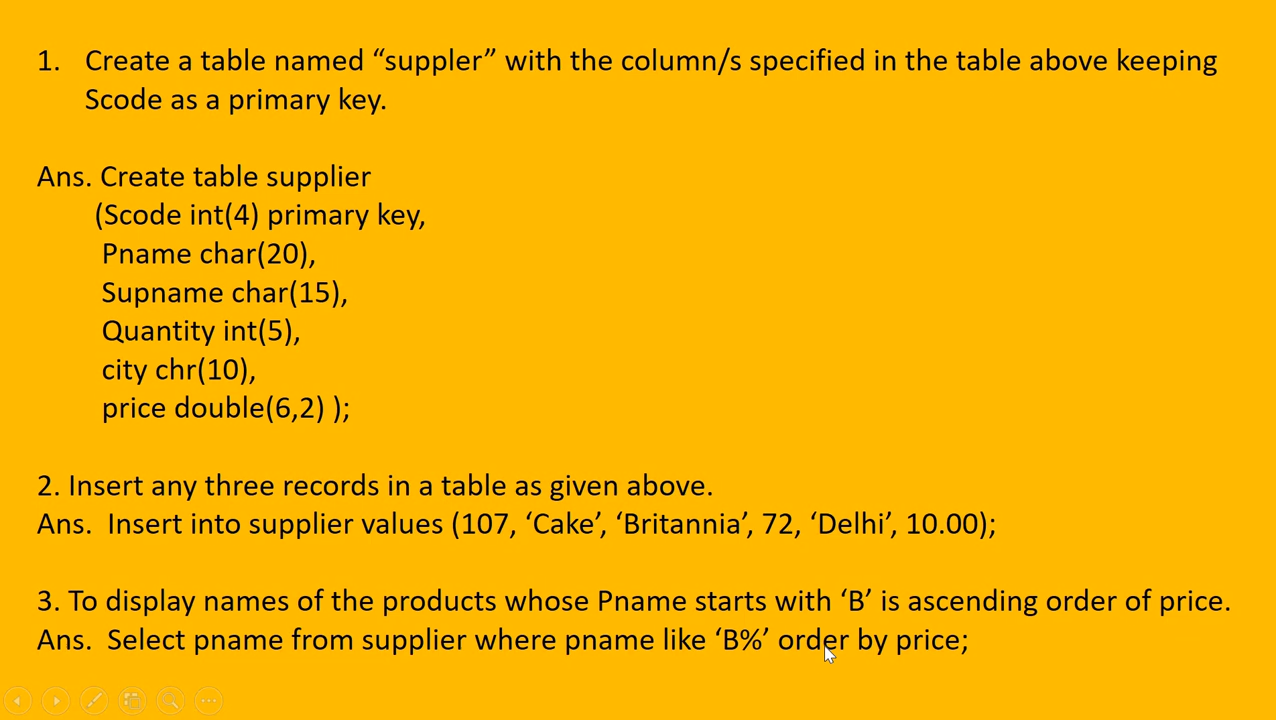 1. Create a table named “suppler” with the column/s specified in the table above keeping
Scode as a primary key.
Ans. Create table supplier
(Scode int(4) primary key,
Pname char(20),
Supname char(15),
Quantity int(5),
city chr(10),
price double(6,2) );
2. Insert any three records in a table as given above.
Ans. Insert into supplier values (107, ‘Cake’, ‘Britannia’, 72, ‘Delhi’, 10.00);
3. To display names of the products whose Pname starts with ‘B’ is ascending order of price.
Ans. Select pname from supplier where pname like ‘B%’ order by price;